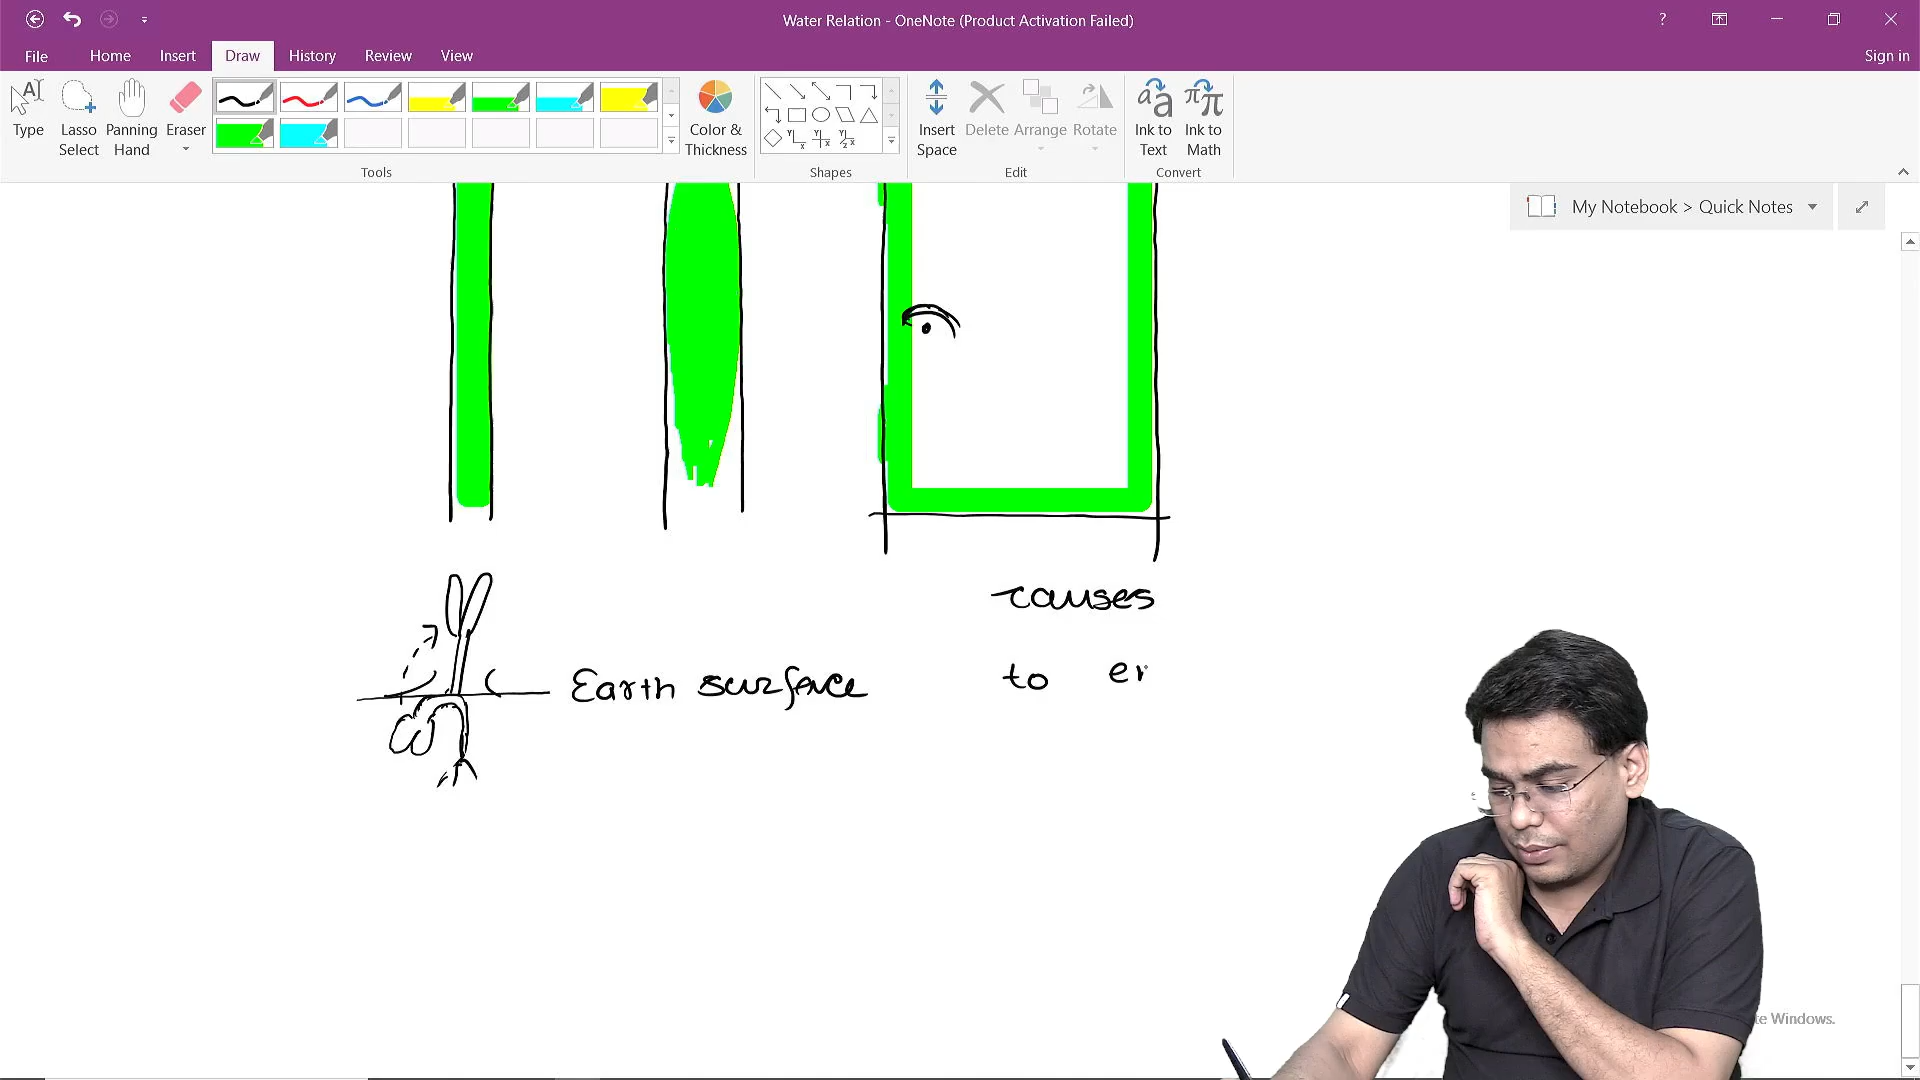 Water Relation - OneNote (Product Activation Failed)
?
File Home Insert Draw History Review View
Sign in
Type
Lasso Select
Panning Hand
Eraser
Color & Thickness
Insert Space
Delete
Arrange
Rotate
Ink to Text
Ink to Math
Tools
Shapes
Edit
Convert
My Notebook > Quick Notes
causes
Earth surface
to er
te Windows.